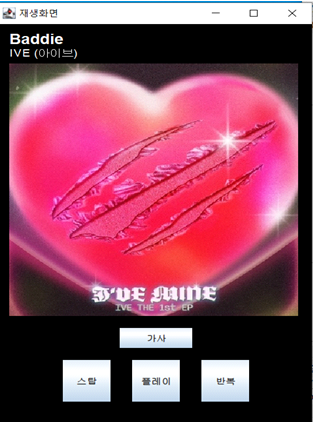 재생화면
Baddie
IVE (아이브)
I'VE MINE
IVE THE 1st EP
가사
스탑
플레이
반복